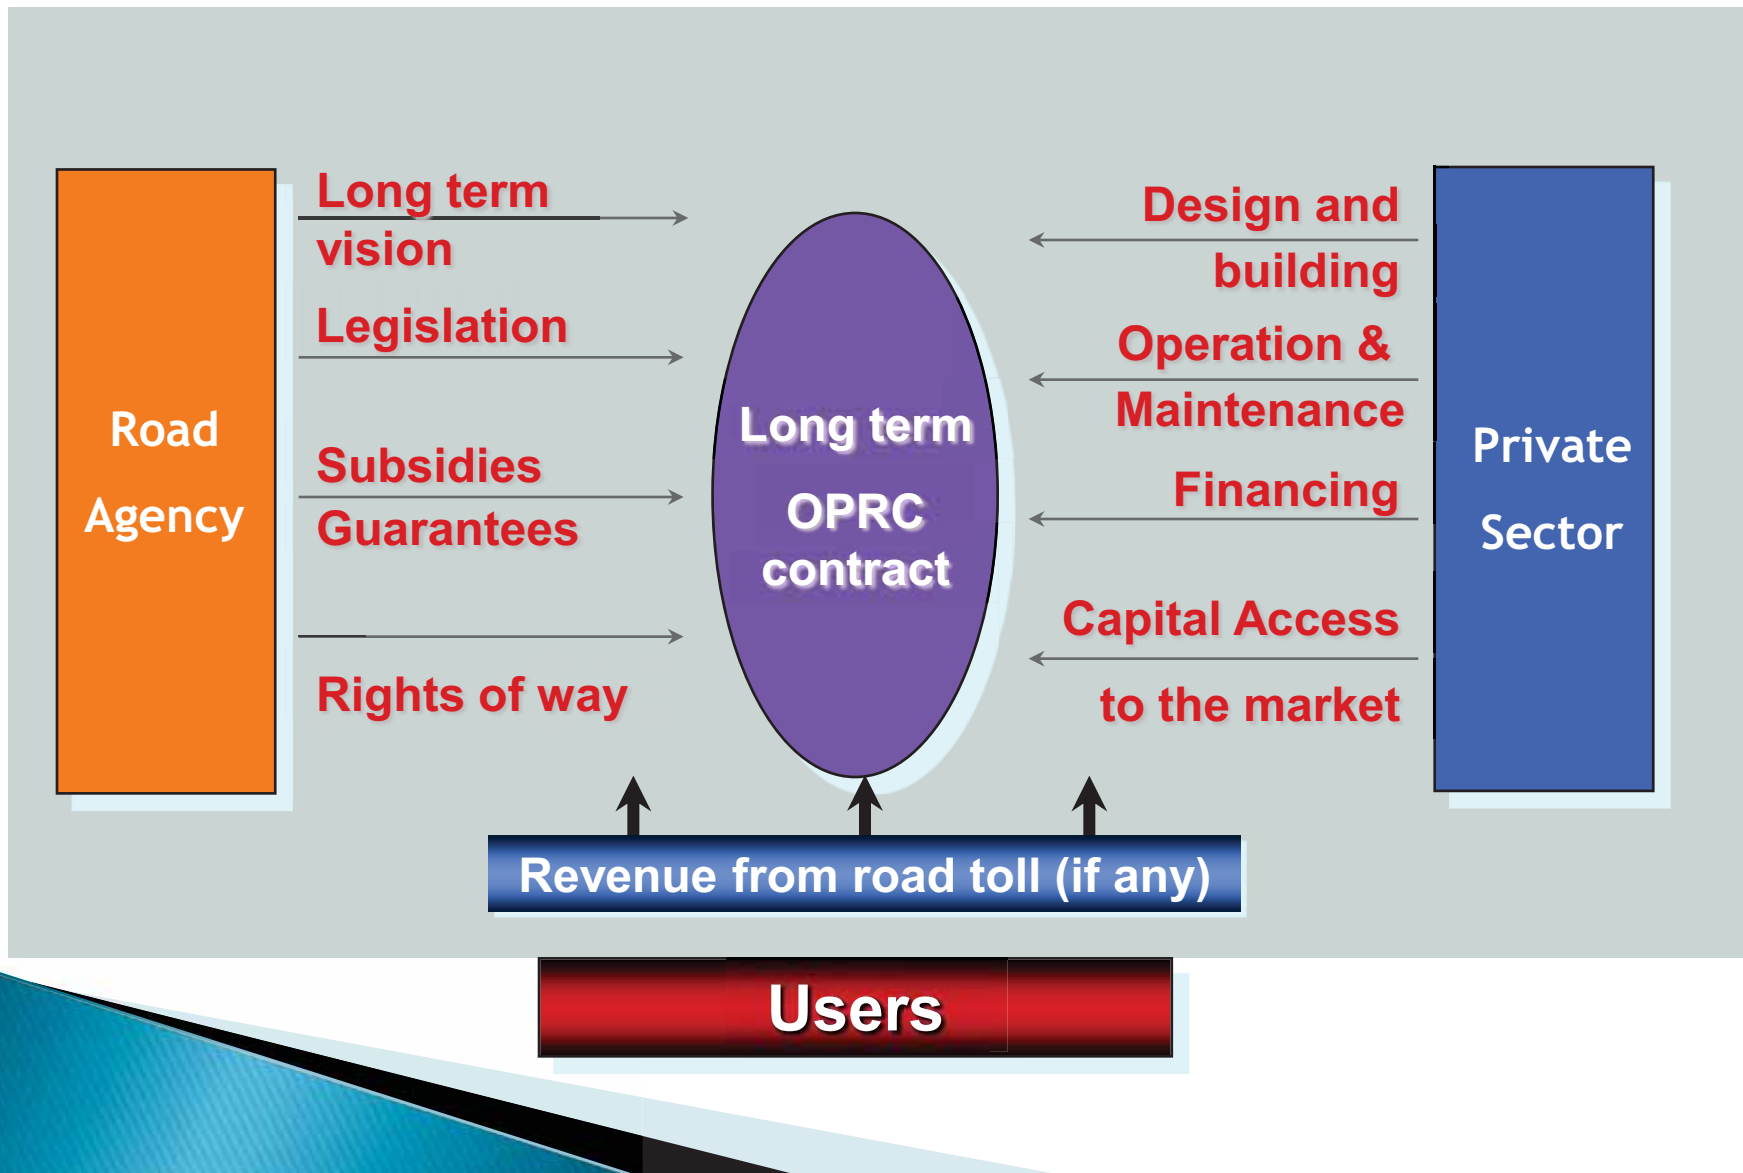 Road
Agency
Long term
vision
Legislation
Subsidies
Guarantees
Rights of way
Long term
OPRC
contract
Design and
building
Operation &
Maintenance
Financing
Capital Access
to the market
Private
Sector
Revenue from road toll (if any)
Users